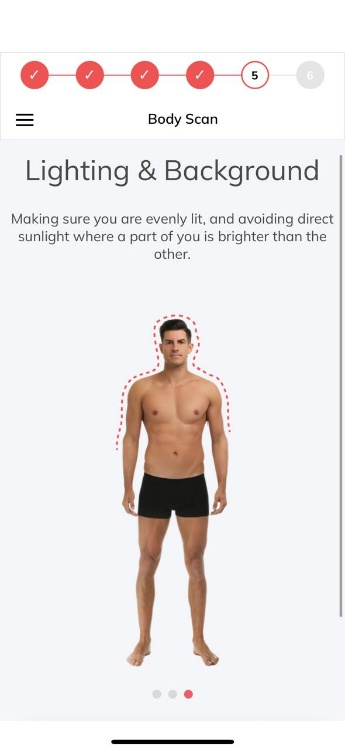 ✓ ✓ ✓ ✓ 5 6
Body Scan
Lighting & Background
Making sure you are evenly lit, and avoiding direct
sunlight where a part of you is brighter than the
other.